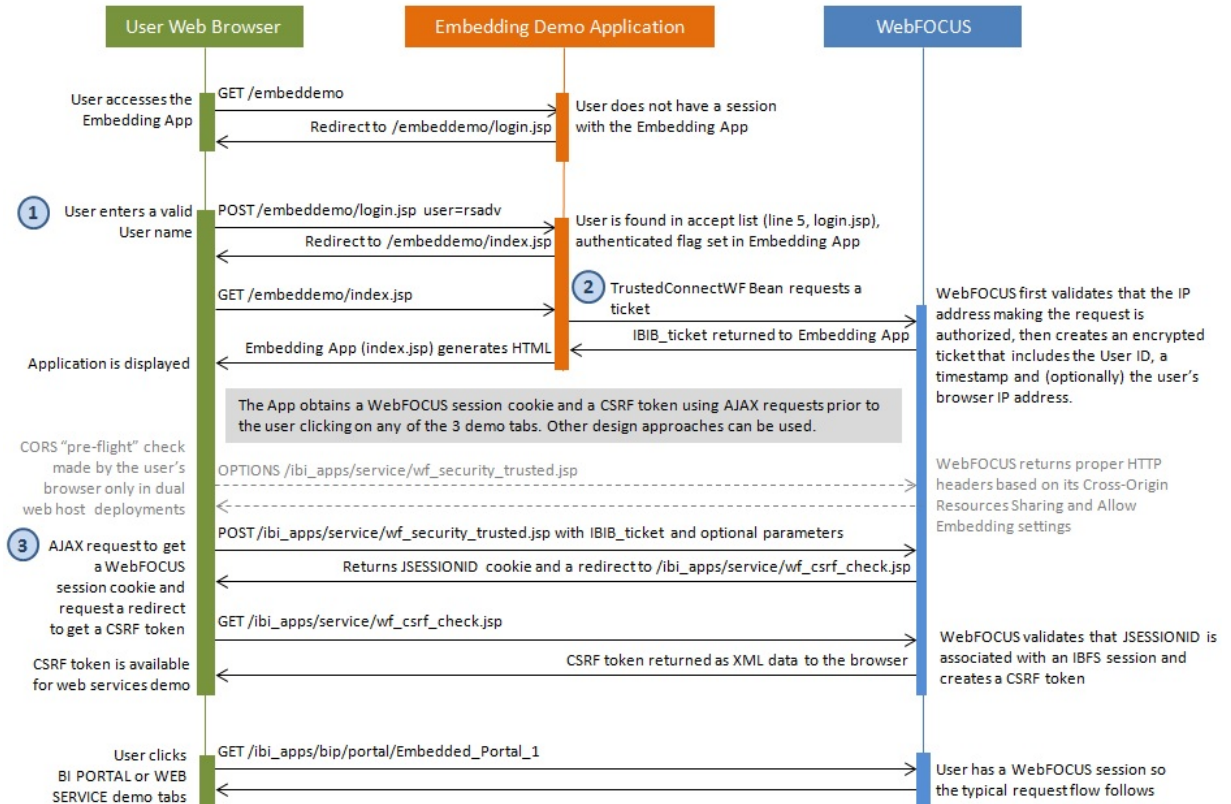 User Web Browser
Embedding Demo Application
WebFOCUS
User accesses the
Embedding App
GET /embeddemo
Redirect to /embeddemo/login.jsp
User does not have a session
with the Embedding App
1
User enters a valid
User name
POST /embeddemo/login.jsp user=rsadv
Redirect to /embeddemo/index.jsp
User is found in accept list (line 5, login.jsp),
authenticated flag set in Embedding App
GET /embeddemo/index.jsp
2
TrustedConnectWF Bean requests a
ticket
IBIB_ticket returned to Embedding App
WebFOCUS first validates that the IP
address making the request is
authorized, then creates an encrypted
ticket that includes the User ID, a
timestamp and (optionally) the user's
browser IP address.
Embedding App (index.jsp) generates HTML
Application is displayed
The App obtains a WebFOCUS session cookie and a CSRF token using AJAX requests prior to
the user clicking on any of the 3 demo tabs. Other design approaches can be used.
CORS “pre-flight” check
made by the user's
browser only in dual
web host deployments
OPTIONS /ibi_apps/service/wf_security_trusted.jsp
WebFOCUS returns proper HTTP
headers based on its Cross-Origin
Resources Sharing and Allow
Embedding settings
3
AJAX request to get
a WebFOCUS
session cookie and
request a redirect
to get a CSRF token
POST /ibi_apps/service/wf_security_trusted.jsp with IBIB_ticket and optional parameters
Returns JSESSIONID cookie and a redirect to /ibi_apps/service/wf_csrf_check.jsp
GET /ibi_apps/service/wf_csrf_check.jsp
WebFOCUS validates that JSESSIONID is
associated with an IBFS session and
creates a CSRF token
CSRF token returned as XML data to the browser
CSRF token is available
for web services demo
User clicks
BI PORTAL or WEB
SERVICE demo tabs
GET /ibi_apps/bip/portal/Embedded_Portal_1
User has a WebFOCUS session so
the typical request flow follows